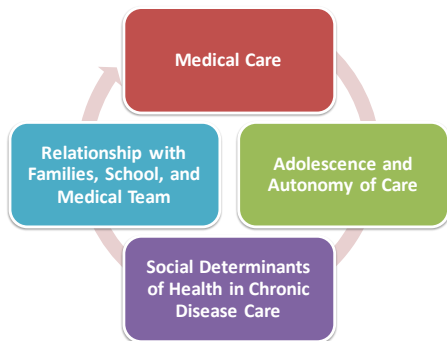 Medical Care
Relationship with
Families, School, and
Medical Team
Adolescence and
Autonomy of Care
Social Determinants
of Health in Chronic
Disease Care